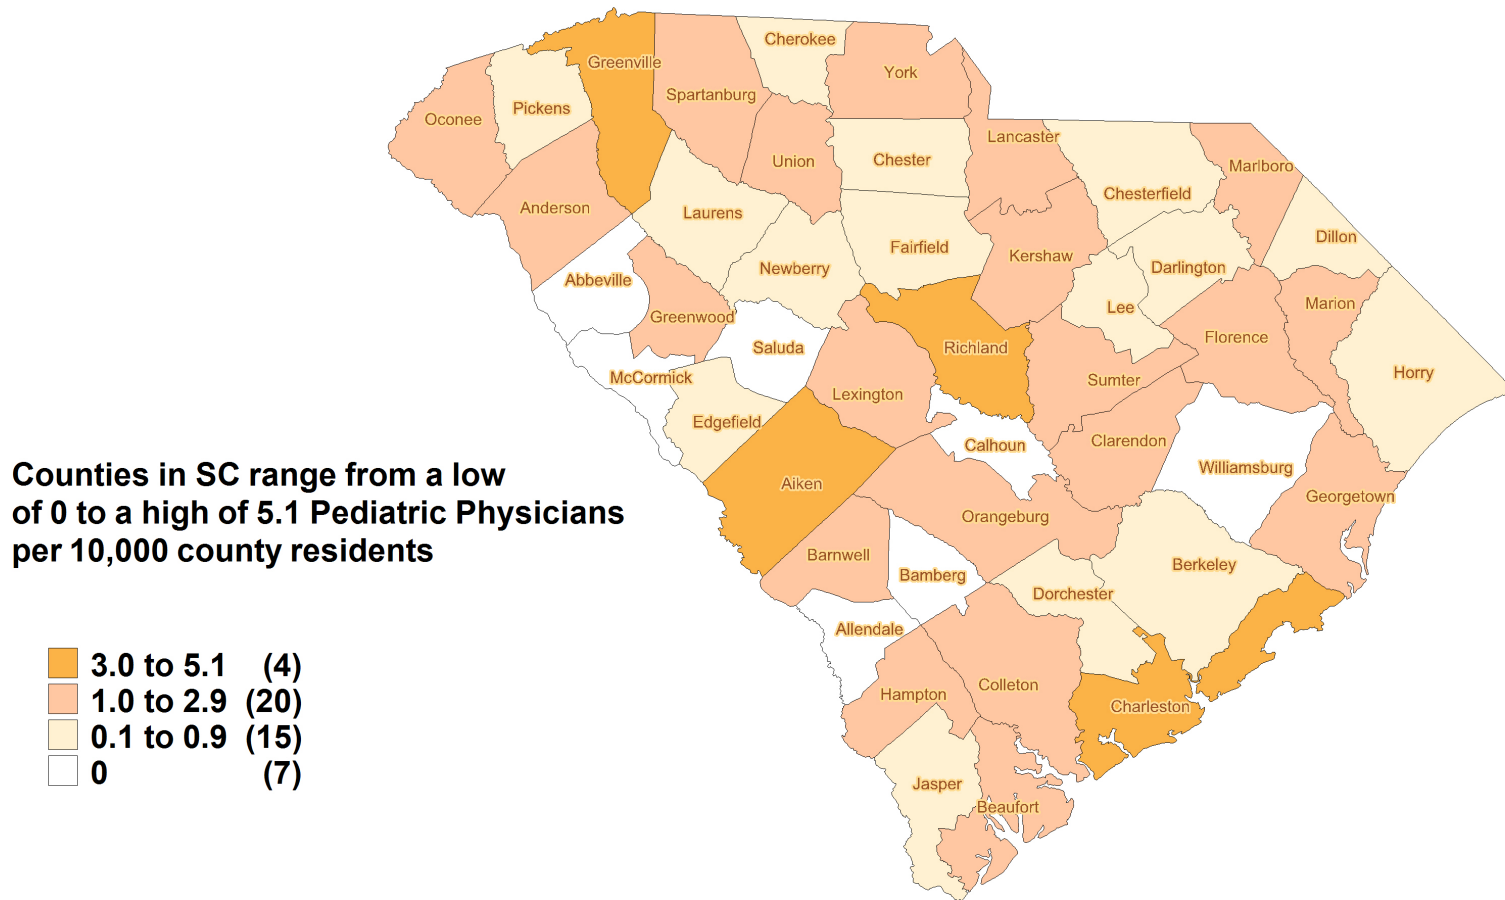 Cherokee
Greenville
York
Spartanburg
Pickens
Oconee
Lancaster
Union
Chester
Marlboro
Chesterfield
Anderson
Laurens
Dillon
Fairfield
Kershaw
Newberry
Darlington
Abbeville
Marion
Lee
Greenwood
Florence
Saluda
Richland
Horry
McCormick
Sumter
Lexington
Edgefield
Clarendon
Calhoun
Williamsburg
Aiken
Georgetown
Orangeburg
Barnwell
Berkeley
Bamberg
Dorchester
Allendale
Colleton
Hampton
Charleston
Jasper
Beaufort
Counties in SC range from a low
of 0 to a high of 5.1 Pediatric Physicians
per 10,000 county residents
3.0 to 5.1 (4)
1.0 to 2.9 (20)
0.1 to 0.9 (15)
0 (7)